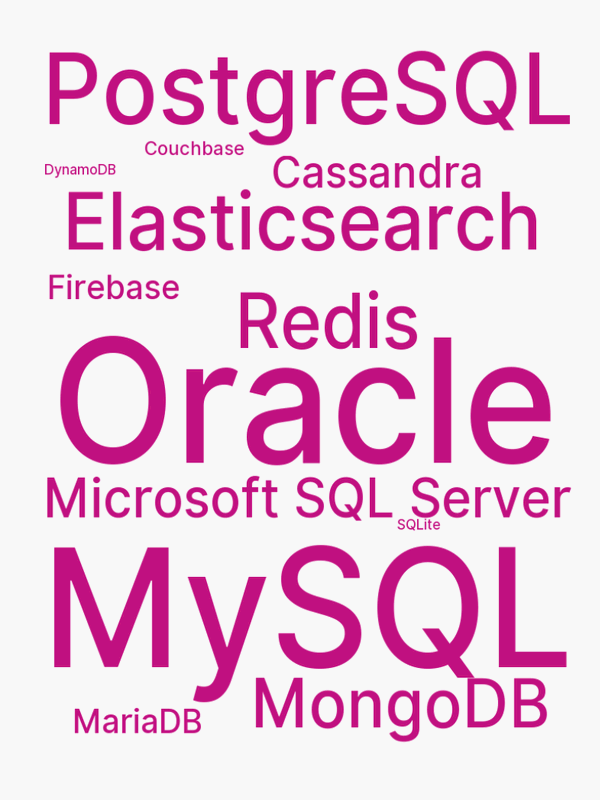 PostgreSQL
Couchbase
DynamoDB
Cassandra
Elasticsearch
Firebase
Redis
Oracle
Microsoft SQL Server
SQLite
MySQL
MongoDB
MariaDB